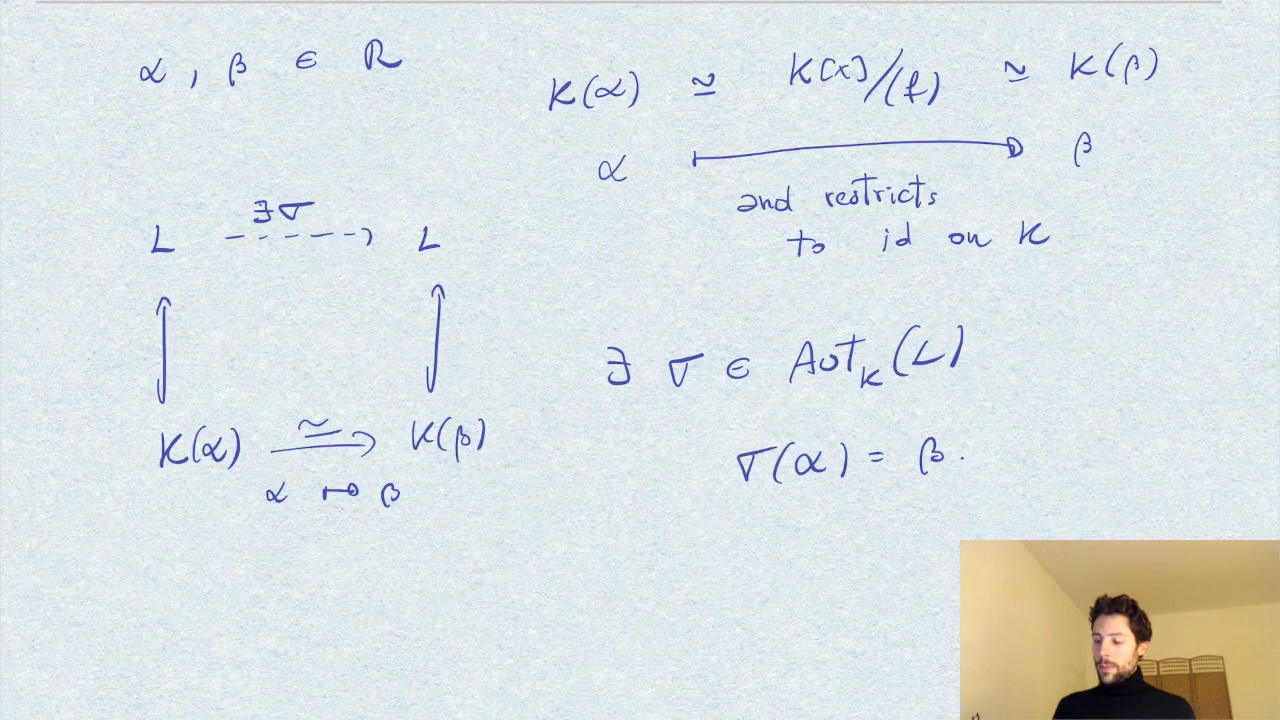 α, β ∈ R
K(α) ≃ K[x]/(f) ≃ K(β)
α ↦ β
and restricts
to id on K
∃σ
L ⇢ L
K(α) ≃→ K(β)
α ↦ β
∃ σ ∈ Aut_K(L)
σ(α) = β.